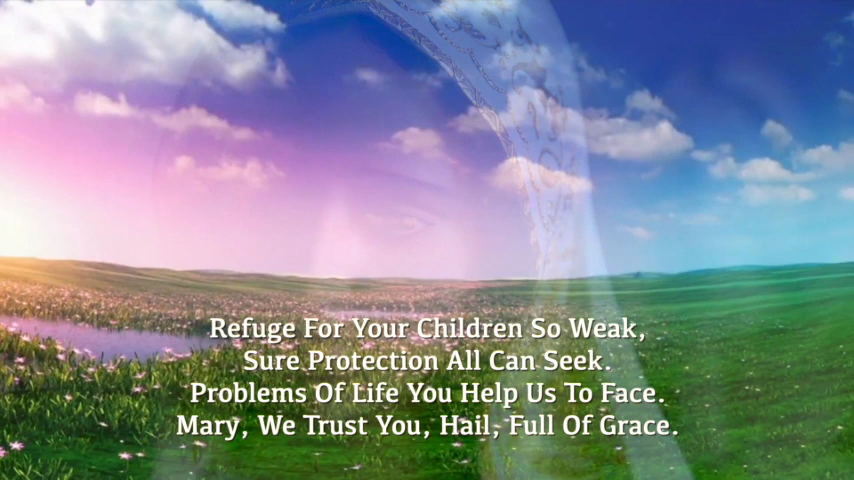 Refuge For Your Children So Weak,
Sure Protection All Can Seek.
Problems Of Life You Help Us To Face.
Mary, We Trust You, Hail, Full Of Grace.